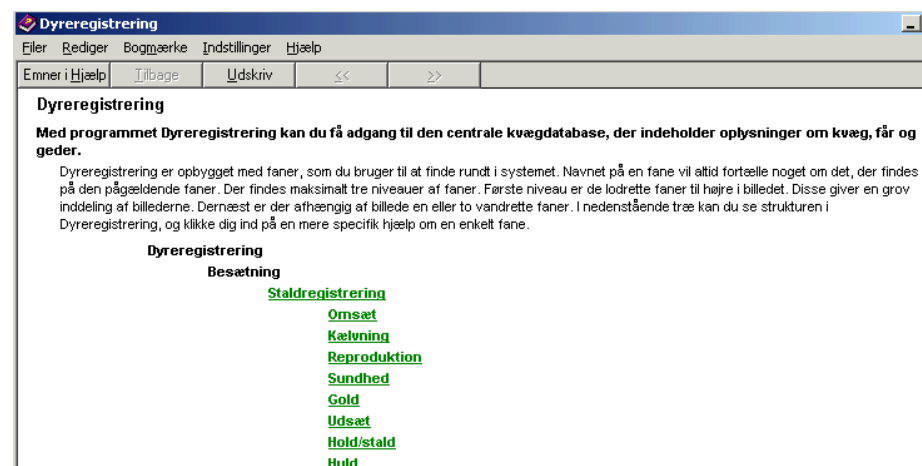 Dyreregistrering
Filer Rediger Bogmærke Indstillinger Hjælp
Emner i Hjælp Tilbage Udskriv << >>
Dyreregistrering
Med programmet Dyreregistrering kan du få adgang til den centrale kvægdatabase, der indeholder oplysninger om kvæg, får og
geder.
Dyreregistrering er opbygget med faner, som du bruger til at finde rundt i systemet. Navnet på en fane vil altid fortælle noget om det, der findes
på den pågældende faner. Der findes maksimalt tre niveauer af faner. Første niveau er de lodrette faner til højre i billedet. Disse giver en grov
inddeling af billederne. Dernæst er der afhængig af billede en eller to vandrette faner. I nedenstående træ kan du se strukturen i
Dyreregistrering, og klikke dig ind på en mere specifik hjælp om en enkelt fane.
Dyreregistrering
Besætning
Staldregistrering
Omsæt
Kælvning
Reproduktion
Sundhed
Gold
Udsæt
Hold/stald
Huld